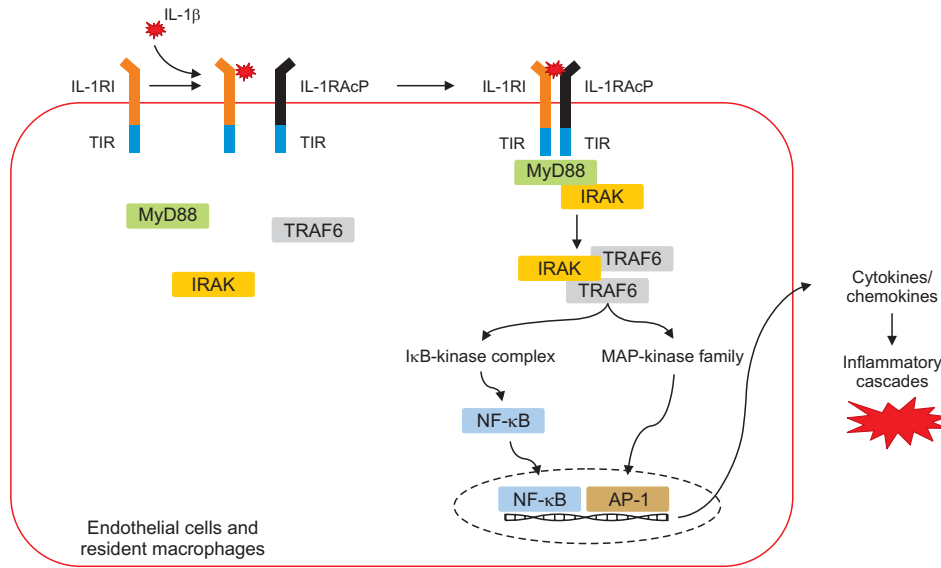 IL-1β
IL-1RI
IL-1RAcP
IL-1RI
IL-1RAcP
TIR
TIR
TIR
TIR
MyD88
IRAK
MyD88
TRAF6
IRAK
TRAF6
IRAK
TRAF6
Cytokines/
chemokines
IκB-kinase complex
MAP-kinase family
Inflammatory
cascades
NF-κB
NF-κB
AP-1
Endothelial cells and
resident macrophages